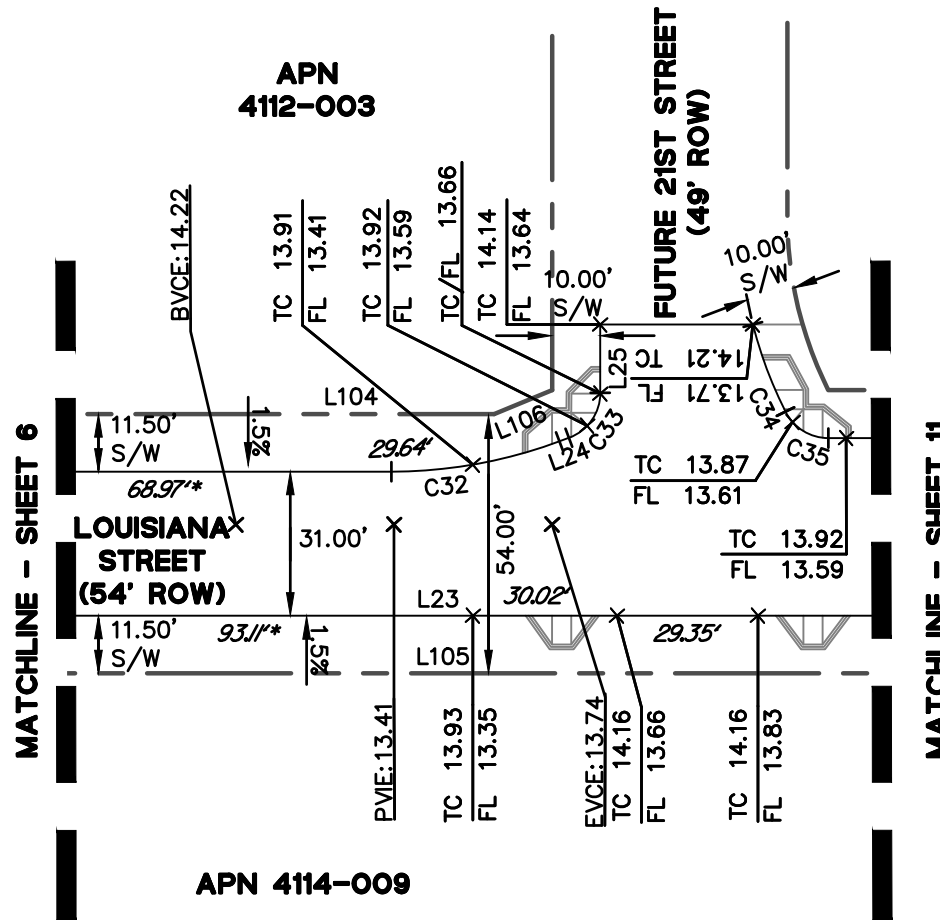 APN
4112-003
FUTURE 21ST STREET
(49' ROW)
BVCE: 14.22
TC 13.91
FL 13.41
TC 13.92
FL 13.59
TC/FL 13.66
TC 14.14
FL 13.64
10.00'
S/W
10.00'
S/W
L25
TC 14.21
FL 13.71
L104
L106
C33
L24
C34
C35
11.50'
S/W
1.5%
29.64'
C32
68.97'*
TC 13.87
FL 13.61
MATCHLINE - SHEET 6
LOUISIANA
STREET
(54' ROW)
31.00'
54.00'
TC 13.92
FL 13.59
MATCHLINE - SHEET 11
L23
30.02'
11.50'
S/W
93.11'*
1.5%
L105
29.35'
PVIE: 13.41
TC 13.93
FL 13.35
EVCE: 13.74
TC 14.16
FL 13.66
TC 14.16
FL 13.83
APN 4114-009